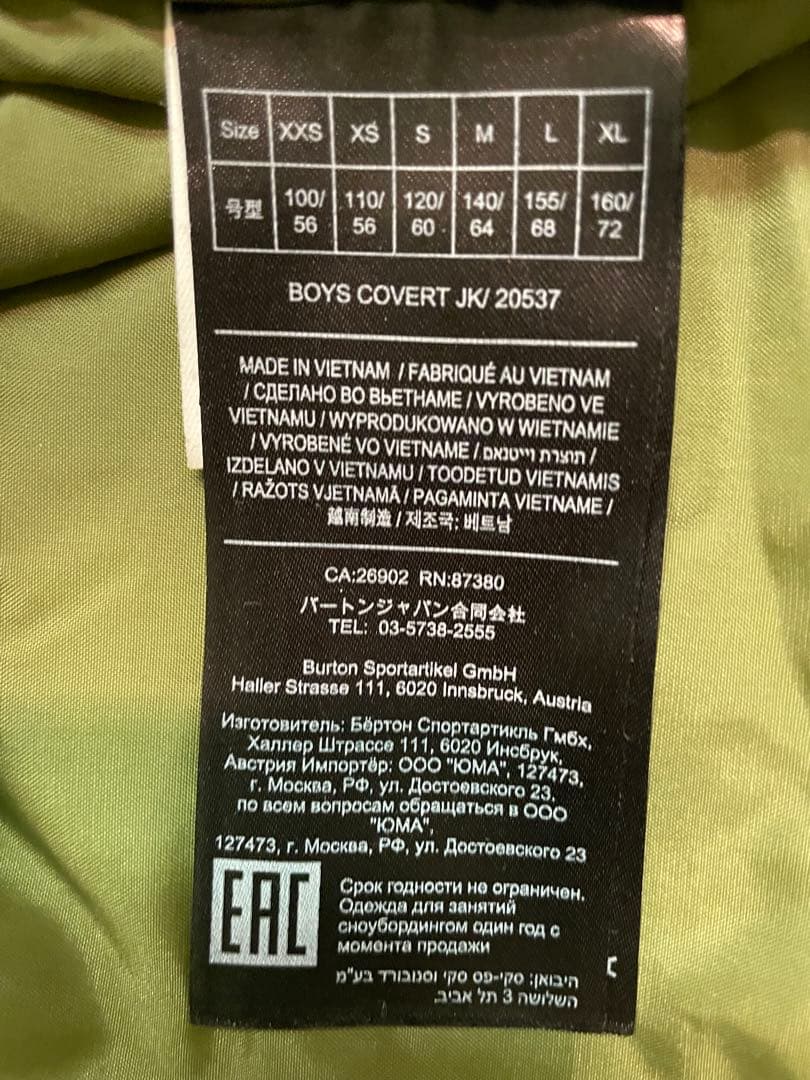 Size XXS XS S M L XL
号型 100/56 110/56 120/60 140/64 155/68 160/72
BOYS COVERT JK/ 20537
MADE IN VIETNAM / FABRIQUÉ AU VIETNAM
/ СДЕЛАНО ВО ВЬЕТНАМЕ / VYROBENO VE
VIETNAMU / WYPRODUKOWANO W WIETNAMIE
/ VYROBENÉ VO VIETNAME / תוצרת וייטנאם /
IZDELANO V VIETNAMU / TOODETUD VIETNAMIS
/ RAŽOTS VJETNAMĀ / PAGAMINTA VIETNAME /
越南制造 / 제조국: 베트남
CA:26902 RN:87380
バートンジャパン合同会社
TEL: 03-5738-2555
Burton Sportartikel GmbH
Haller Strasse 111, 6020 Innsbruck, Austria
Изготовитель: Бёртон Спортартикль Гмбх,
Халлер Штрассе 111, 6020 Инсбрук,
Австрия Импортёр: ООО "ЮМА", 127473,
г. Москва, РФ, ул. Достоевского 23,
по всем вопросам обращаться в ООО
"ЮМА",
127473, г. Москва, РФ, ул. Достоевского 23
EAC
Срок годности не ограничен.
Одежда для занятий
сноубордингом один год с
момента продажи
היבואן: סקי-פס סקי וסנובורד בע"מ
השלושה 3 תל אביב.